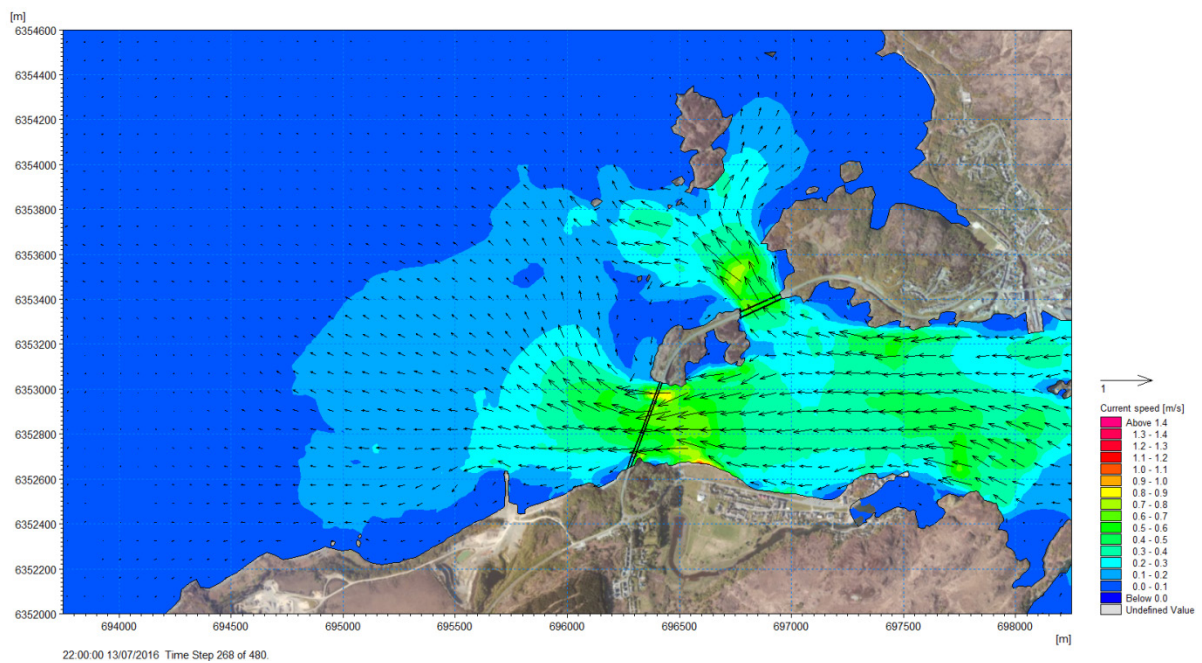 [m]
6354600
6354400
6354200
6354000
6353800
6353600
6353400
6353200
6353000
6352800
6352600
6352400
6352200
6352000
694000 694500 695000 695500 696000 696500 697000 697500 698000
[m]
1
Current speed [m/s]
Above 1.4
1.3 - 1.4
1.2 - 1.3
1.1 - 1.2
1.0 - 1.1
0.9 - 1.0
0.8 - 0.9
0.7 - 0.8
0.6 - 0.7
0.5 - 0.6
0.4 - 0.5
0.3 - 0.4
0.2 - 0.3
0.1 - 0.2
0.0 - 0.1
Below 0.0
Undefined Value
22:00:00 13/07/2016 Time Step 268 of 480.